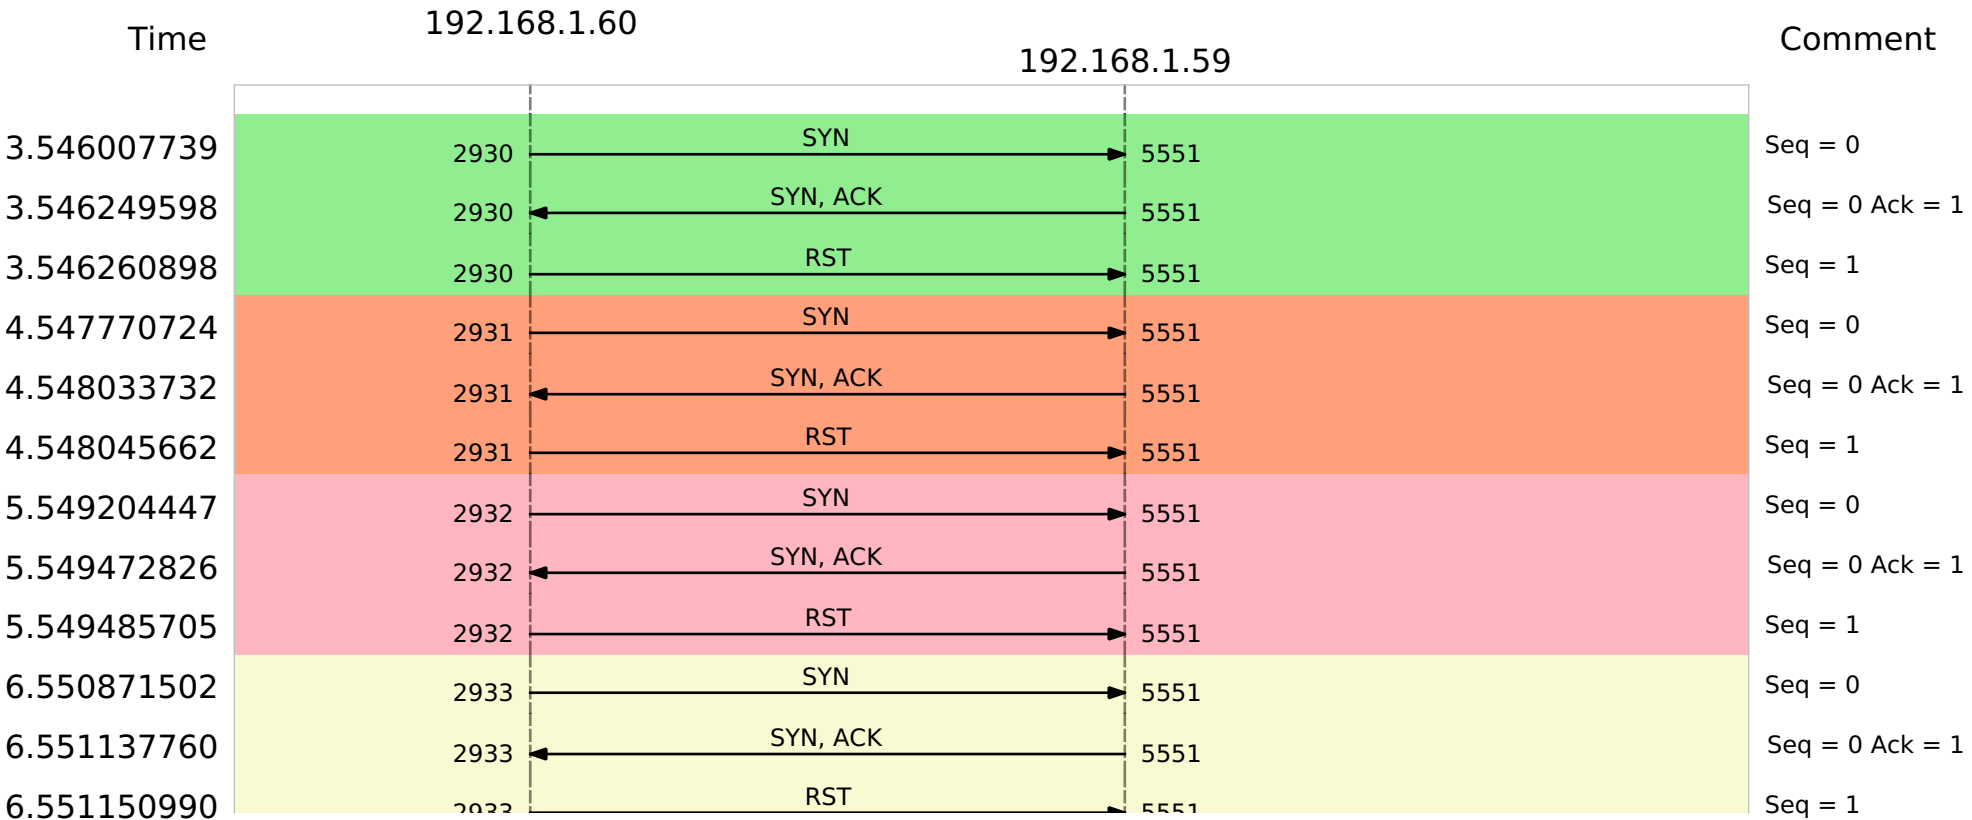 Time 192.168.1.60 192.168.1.59 Comment
3.546007739 2930 SYN 5551 Seq = 0
3.546249598 2930 SYN, ACK 5551 Seq = 0 Ack = 1
3.546260898 2930 RST 5551 Seq = 1
4.547770724 2931 SYN 5551 Seq = 0
4.548033732 2931 SYN, ACK 5551 Seq = 0 Ack = 1
4.548045662 2931 RST 5551 Seq = 1
5.549204447 2932 SYN 5551 Seq = 0
5.549472826 2932 SYN, ACK 5551 Seq = 0 Ack = 1
5.549485705 2932 RST 5551 Seq = 1
6.550871502 2933 SYN 5551 Seq = 0
6.551137760 2933 SYN, ACK 5551 Seq = 0 Ack = 1
6.551150990 2933 RST 5551 Seq = 1